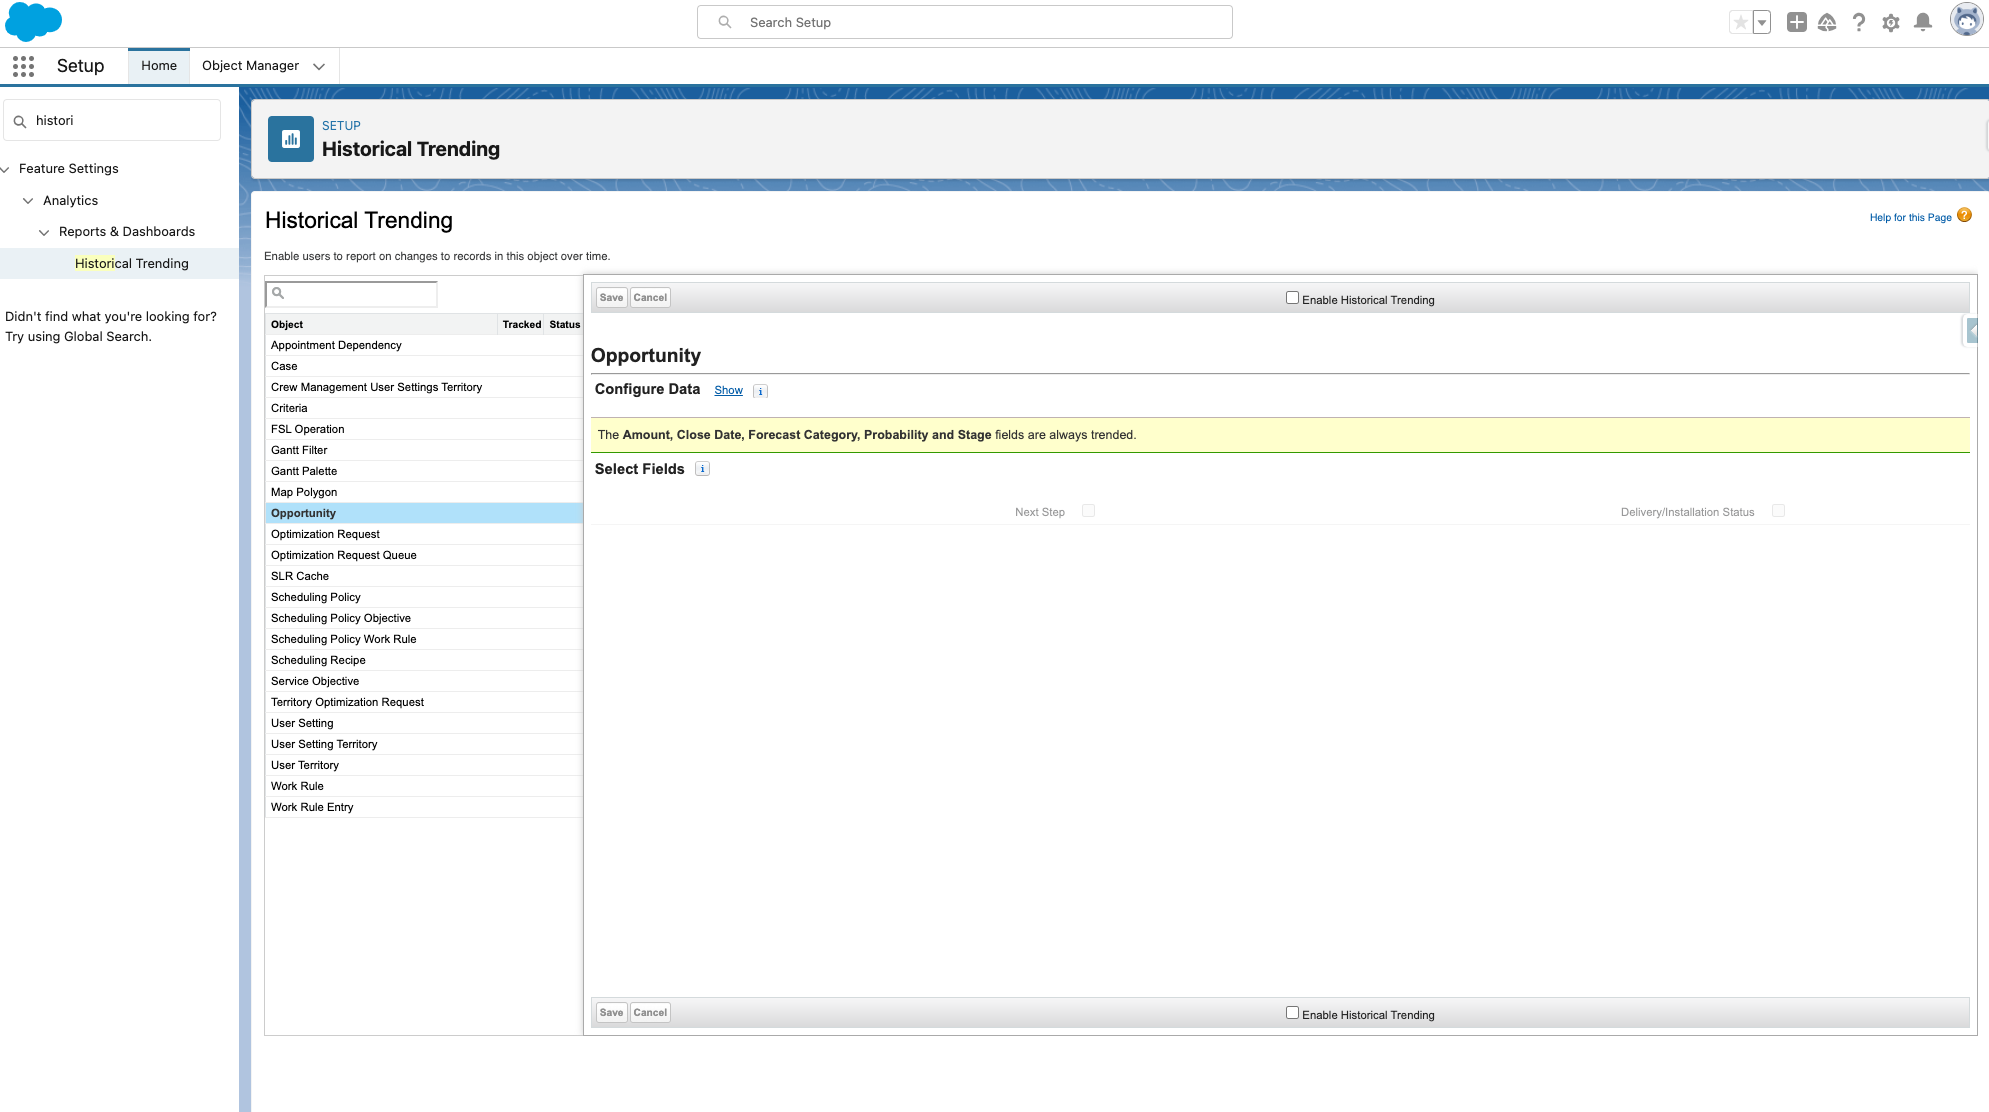 Search Setup
Setup
Home
Object Manager
histori
Feature Settings
Analytics
Reports & Dashboards
Historical Trending
Didn't find what you're looking for?
Try using Global Search.
SETUP
Historical Trending
Historical Trending
Help for this Page ?
Enable users to report on changes to records in this object over time.
Object Tracked Status
Appointment Dependency
Case
Crew Management User Settings Territory
Criteria
FSL Operation
Gantt Filter
Gantt Palette
Map Polygon
Opportunity
Optimization Request
Optimization Request Queue
SLR Cache
Scheduling Policy
Scheduling Policy Objective
Scheduling Policy Work Rule
Scheduling Recipe
Service Objective
Territory Optimization Request
User Setting
User Setting Territory
User Territory
Work Rule
Work Rule Entry
Save Cancel Enable Historical Trending
Opportunity
Configure Data Show i
The Amount, Close Date, Forecast Category, Probability and Stage fields are always trended.
Select Fields i
Next Step Delivery/Installation Status
Save Cancel Enable Historical Trending